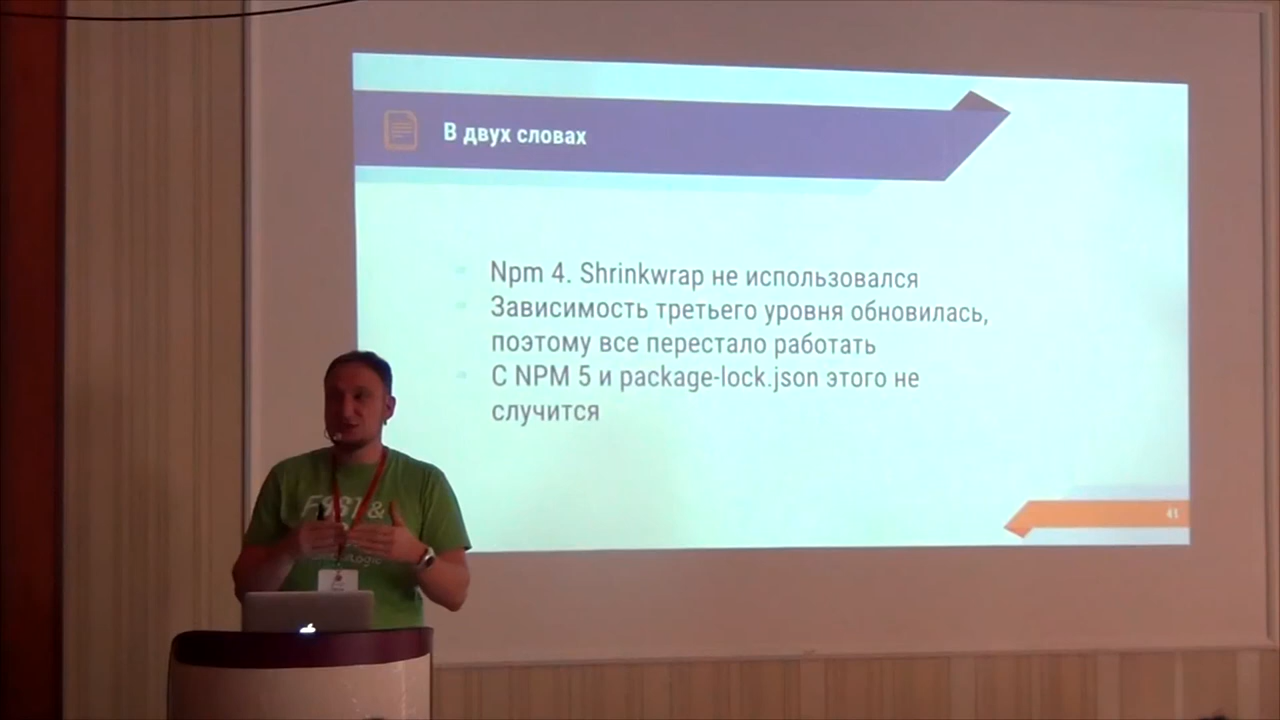 В двух словах
Npm 4. Shrinkwrap не использовался
Зависимость третьего уровня обновилась,
поэтому все перестало работать
С NPM 5 и package-lock.json этого не
случится
41